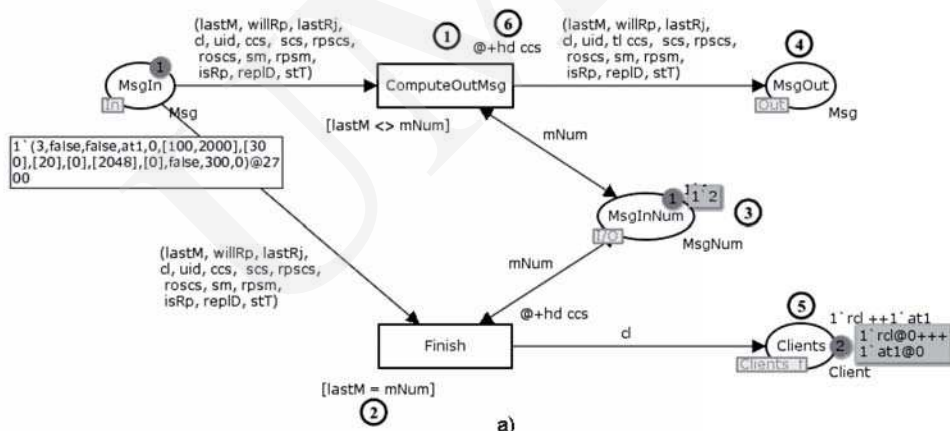 (lastM, willRp, lastRj,
cl, uid, ccs, scs, rpscs,
roscs, sm, rpsm,
isRp, replD, stT)
1
6
@+hd ccs
(lastM, willRp, lastRj,
cl, uid, tl ccs, scs, rpscs,
roscs, sm, rpsm,
isRp, replD, stT)
4
1
MsgIn
In
Msg
ComputeOutMsg
[lastM <> mNum]
MsgOut
Out
Msg
1`(3,false,false,at1,0,[100,2000],[30
0],[20],[0],[2048],[0],false,300,0)@27
00
mNum
1
1`2
MsgInNum
I/O
MsgNum
3
(lastM, willRp, lastRj,
cl, uid, ccs, scs, rpscs,
roscs, sm, rpsm,
isRp, replD, stT)
mNum
@+hd ccs
Finish
[lastM = mNum]
2
cl
5
1`rcl ++1`at1
Clients
2
1`rcl@0+++
1`at1@0
Client
a)